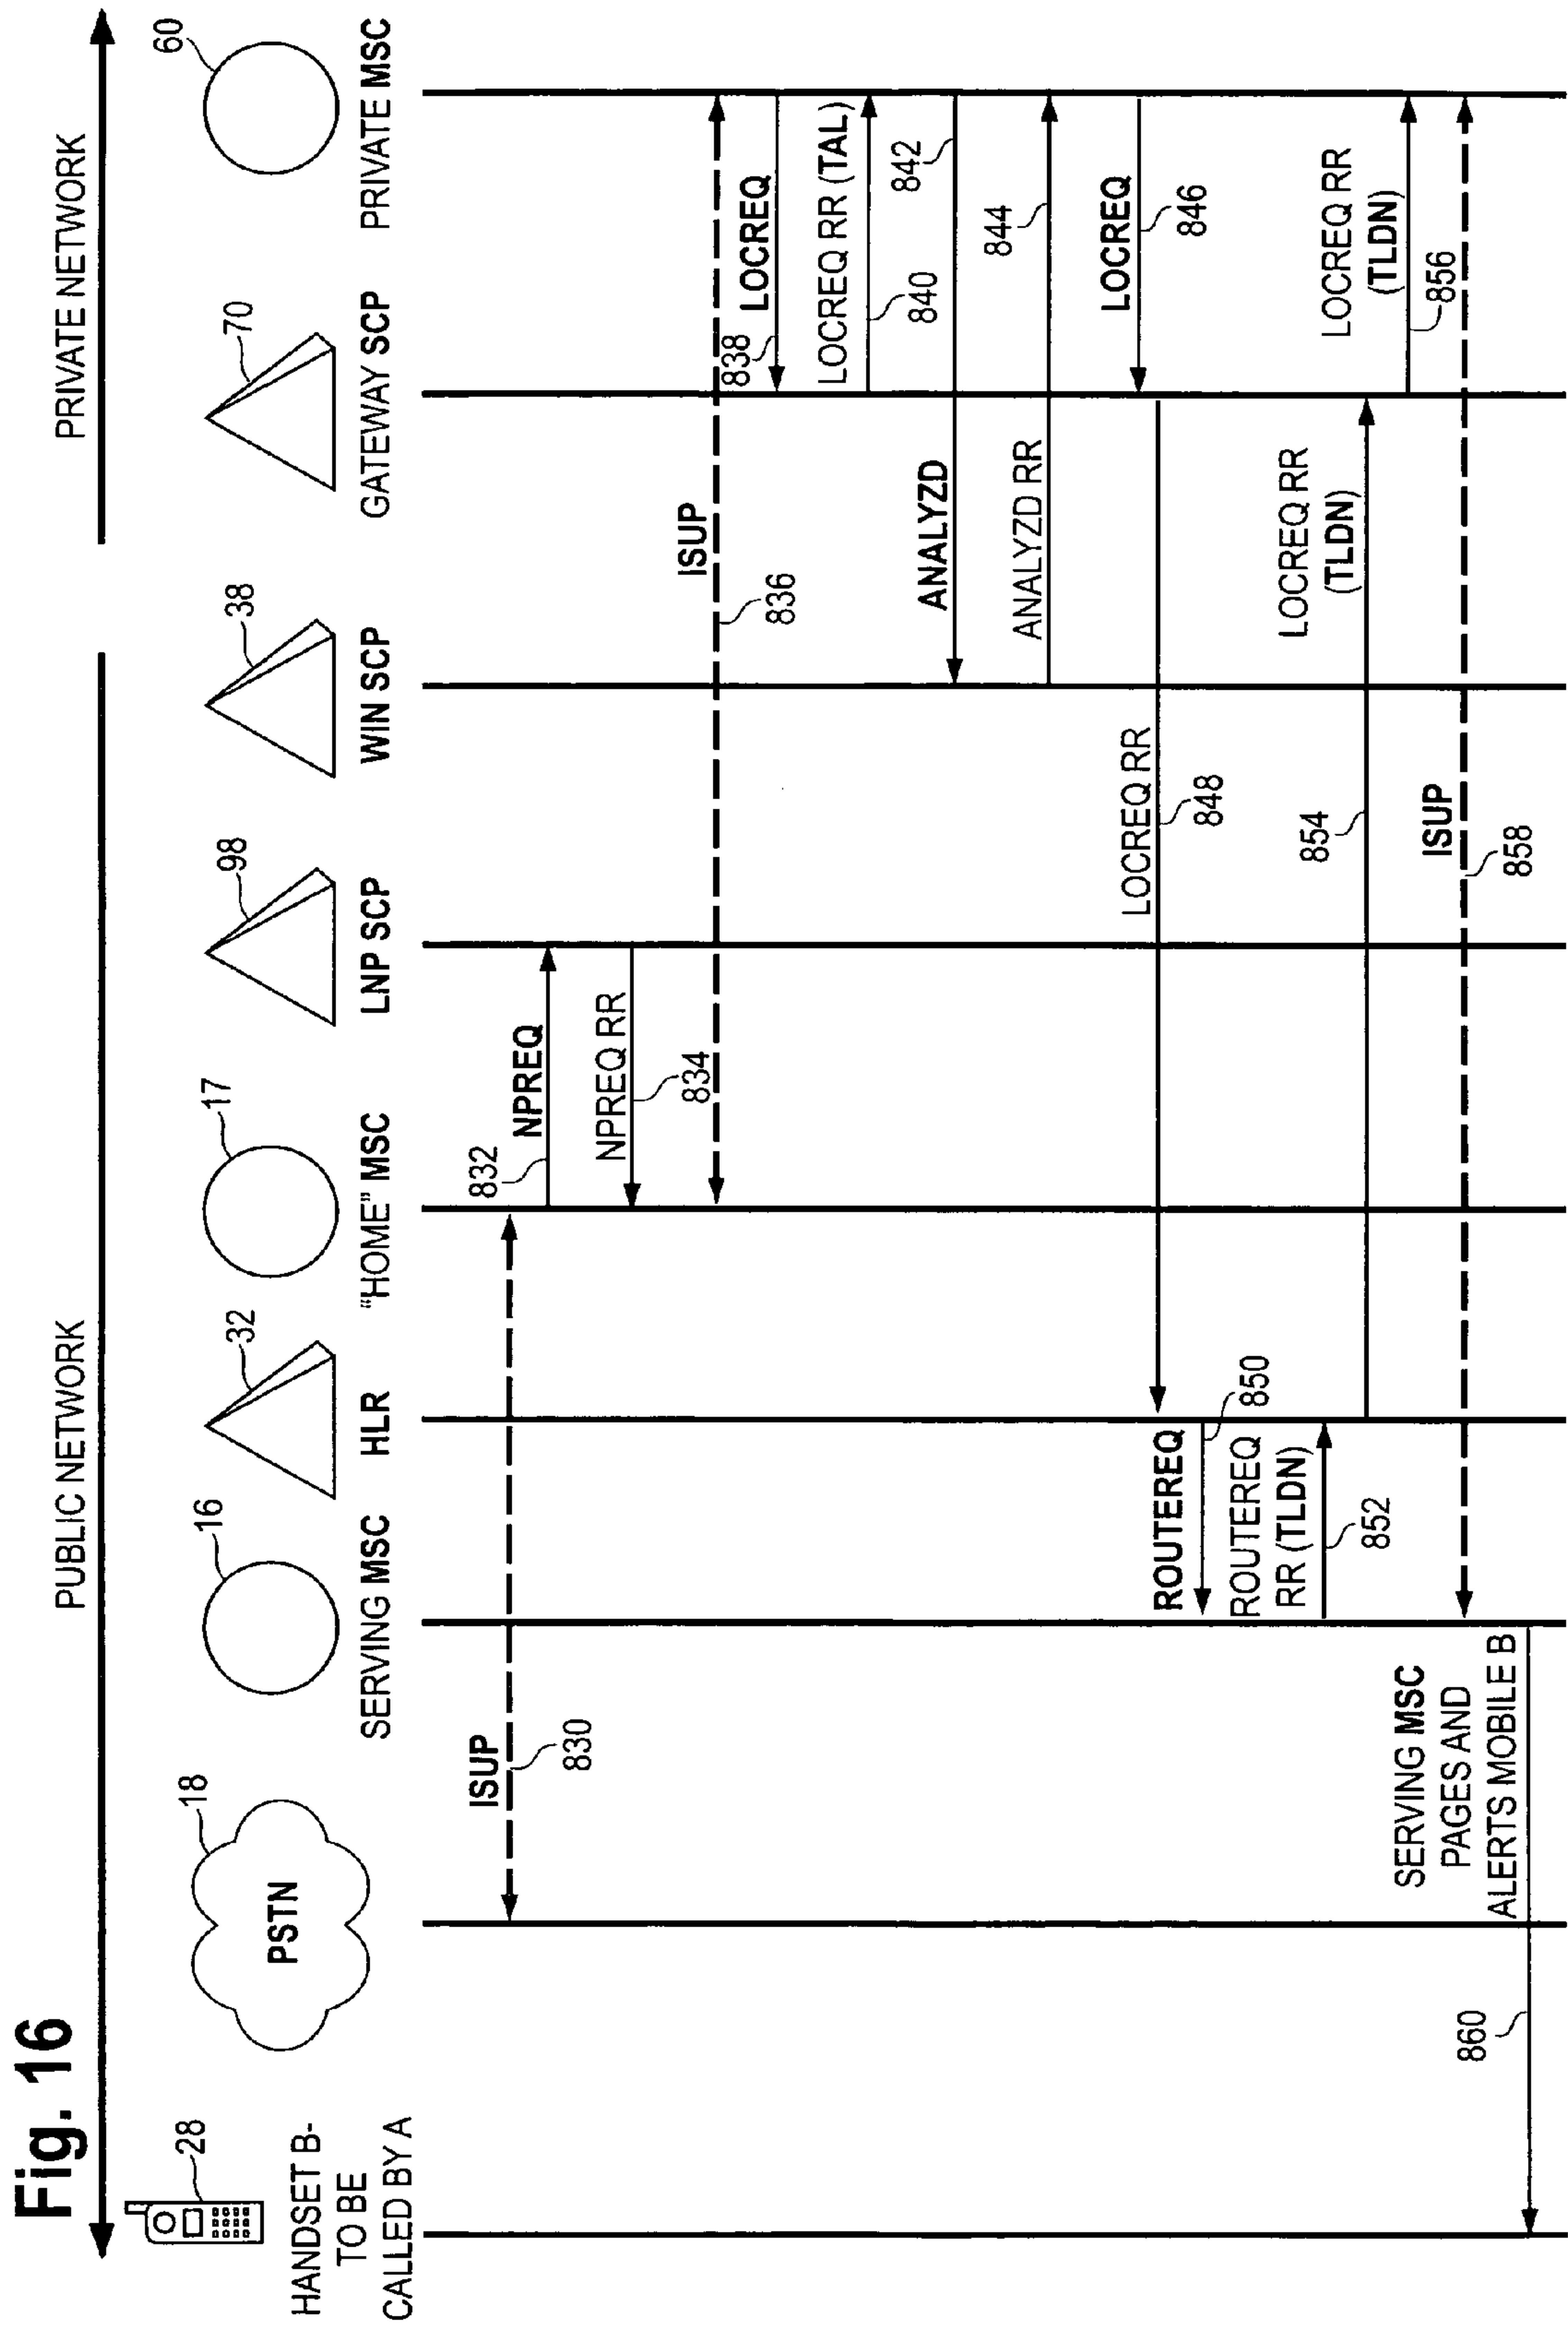 Fig. 16
PUBLIC NETWORK
PRIVATE NETWORK
28
18
16
32
17
98
38
70
60
PSTN
HANDSET B-
TO BE
CALLED BY A
SERVING MSC
HLR
"HOME" MSC
LNP SCP
WIN SCP
GATEWAY SCP
PRIVATE MSC
ISUP
830
832
NPREQ
NPREQ RR
834
ISUP
836
838
LOCREQ
LOCREQ RR (TAL)
840
842
ANALYZD
844
ANALYZD RR
LOCREQ
846
LOCREQ RR
848
ROUTEREQ
850
ROUTEREQ
RR (TLDN)
852
LOCREQ RR
(TLDN)
854
LOCREQ RR
(TLDN)
856
ISUP
858
SERVING MSC
PAGES AND
ALERTS MOBILE B
860